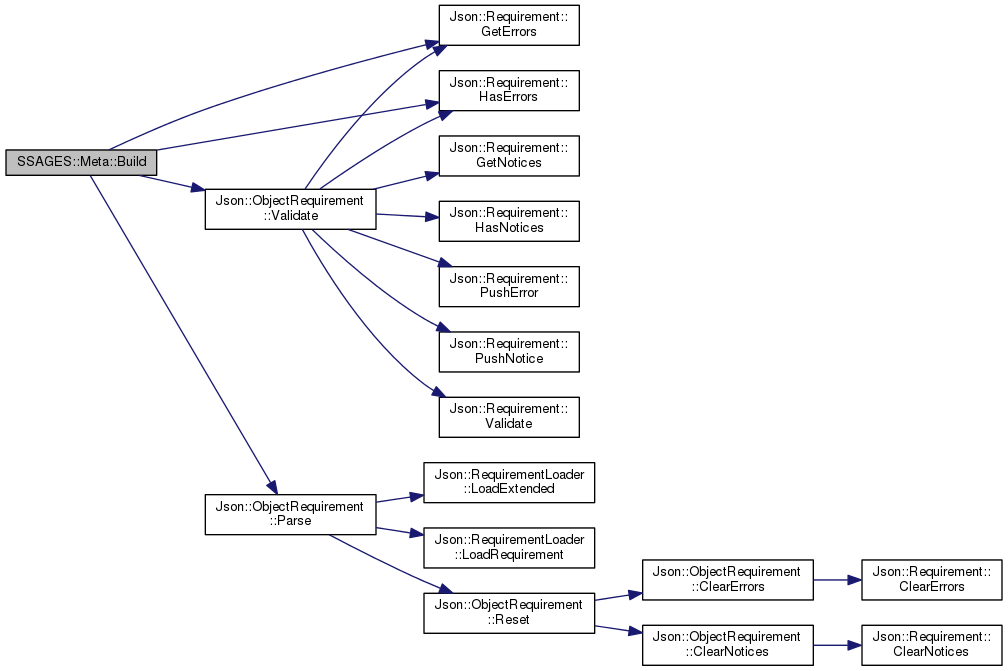 Json::Requirement::
GetErrors
Json::Requirement::
HasErrors
SSAGES::Meta::Build
Json::Requirement::
GetNotices
Json::ObjectRequirement
::Validate
Json::Requirement::
HasNotices
Json::Requirement::
PushError
Json::Requirement::
PushNotice
Json::Requirement::
Validate
Json::ObjectRequirement
::Parse
Json::RequirementLoader
::LoadExtended
Json::RequirementLoader
::LoadRequirement
Json::ObjectRequirement
::Reset
Json::ObjectRequirement
::ClearErrors
Json::Requirement::
ClearErrors
Json::ObjectRequirement
::ClearNotices
Json::Requirement::
ClearNotices